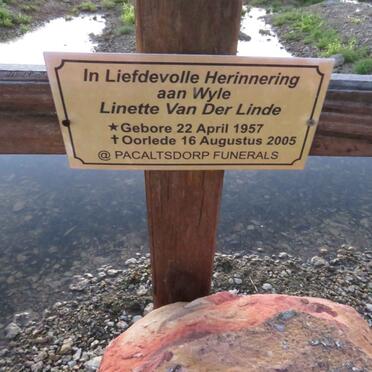 In Liefdevolle Herinnering
aan Wyle
Linette Van Der Linde
★Gebore 22 April 1957
✝Oorlede 16 Augustus 2005
@ PACALTSDORP FUNERALS